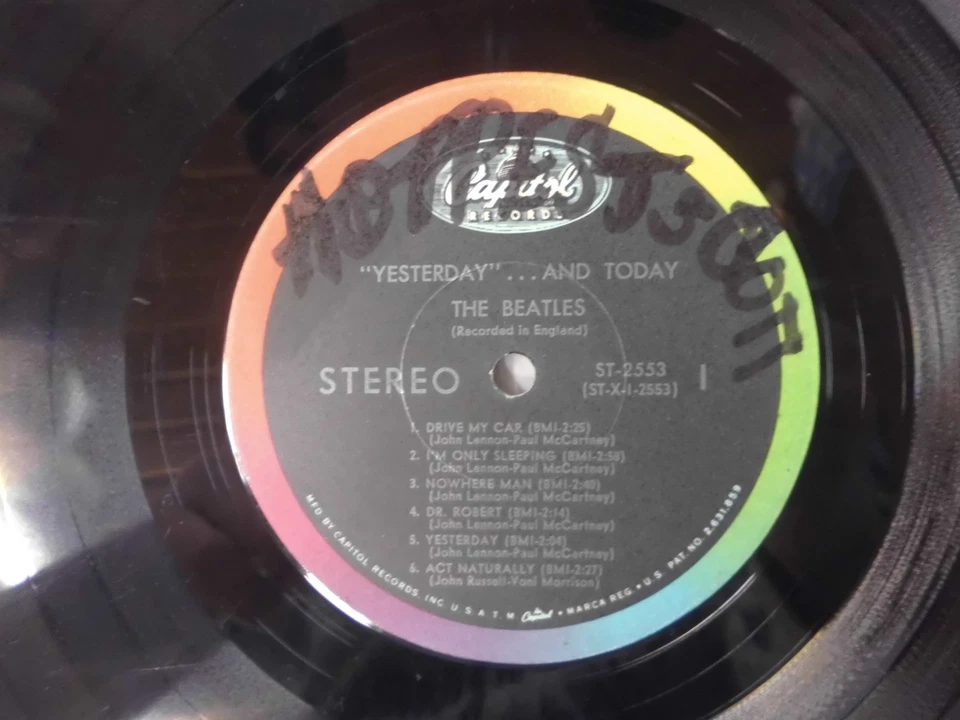 Capitol
RECORDS
"YESTERDAY" ... AND TODAY
THE BEATLES
(Recorded in England)
STEREO
ST-2553
(ST-X-1-2553)
1
1. DRIVE MY CAR (BMI-2:25)
(John Lennon-Paul McCartney)
2. I'M ONLY SLEEPING (BMI-2:58)
(John Lennon-Paul McCartney)
3. NOWHERE MAN (BMI-2:40)
(John Lennon-Paul McCartney)
4. DR. ROBERT (BMI-2:14)
(John Lennon-Paul McCartney)
5. YESTERDAY (BMI-2:04)
(John Lennon-Paul McCartney)
6. ACT NATURALLY (BMI-2:27)
(John Russell-Voni Morrison)
MFD BY CAPITOL RECORDS, INC U.S.A. T.M. Capitol • MARCA REG • U.S. PAT. NO. 2,631,859